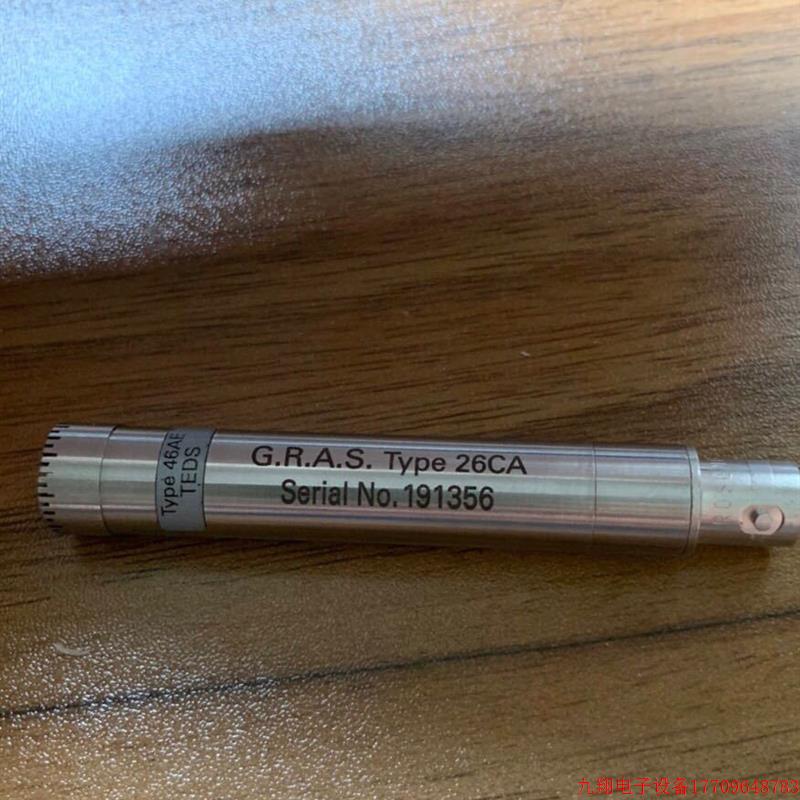 Type 46AE
TEDS
G.R.A.S. Type 26CA
Serial No. 191356
九翔电子设备17709648783